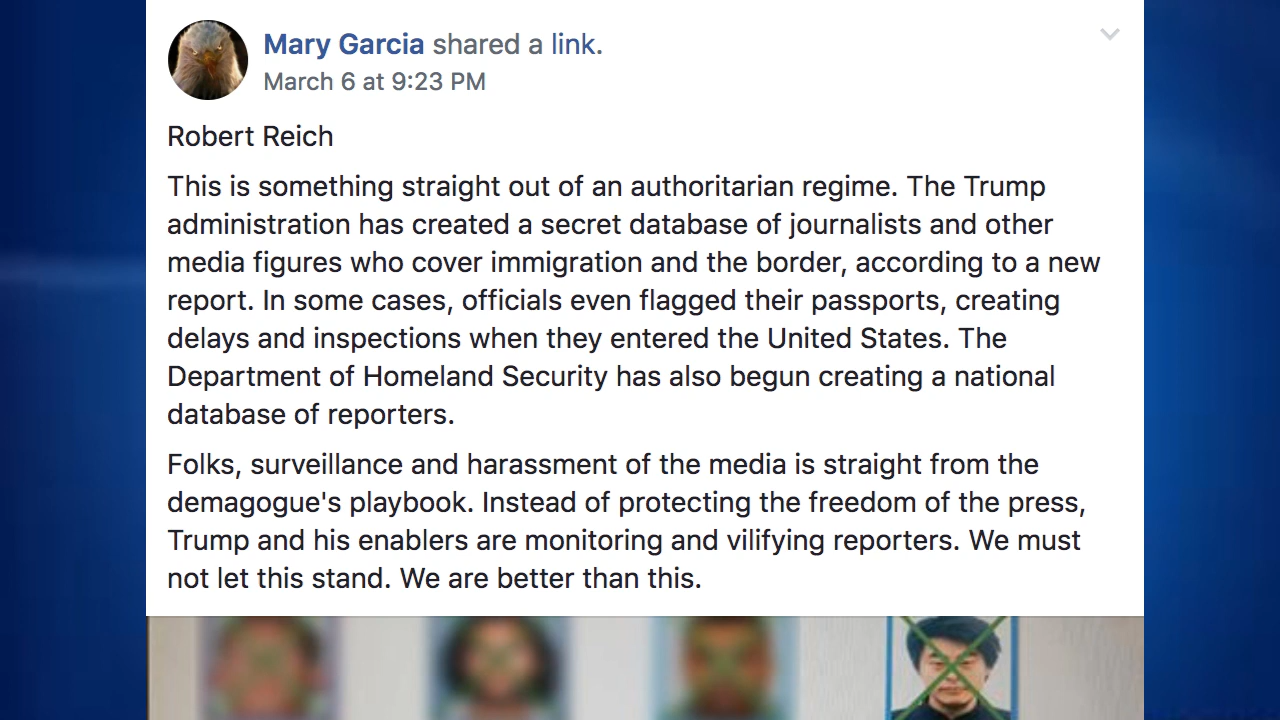 Mary Garcia shared a link.
March 6 at 9:23 PM
Robert Reich
This is something straight out of an authoritarian regime. The Trump
administration has created a secret database of journalists and other
media figures who cover immigration and the border, according to a new
report. In some cases, officials even flagged their passports, creating
delays and inspections when they entered the United States. The
Department of Homeland Security has also begun creating a national
database of reporters.
Folks, surveillance and harassment of the media is straight from the
demagogue's playbook. Instead of protecting the freedom of the press,
Trump and his enablers are monitoring and vilifying reporters. We must
not let this stand. We are better than this.